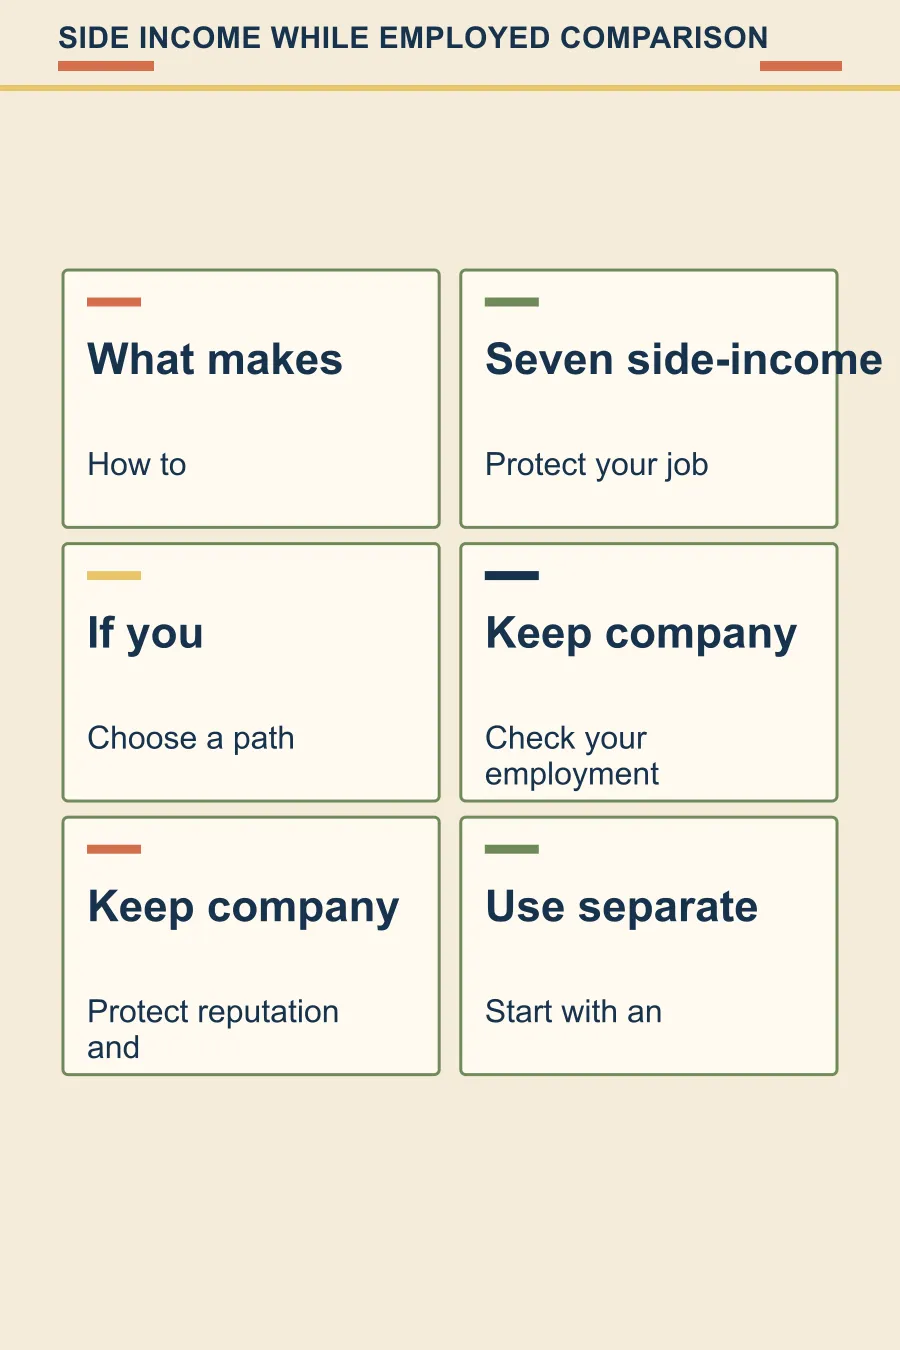 SIDE INCOME WHILE EMPLOYED COMPARISON
What makes
How to
Seven side-income
Protect your job
If you
Choose a path
Keep company
Check your
employment
Keep company
Protect reputation
and
Use separate
Start with an